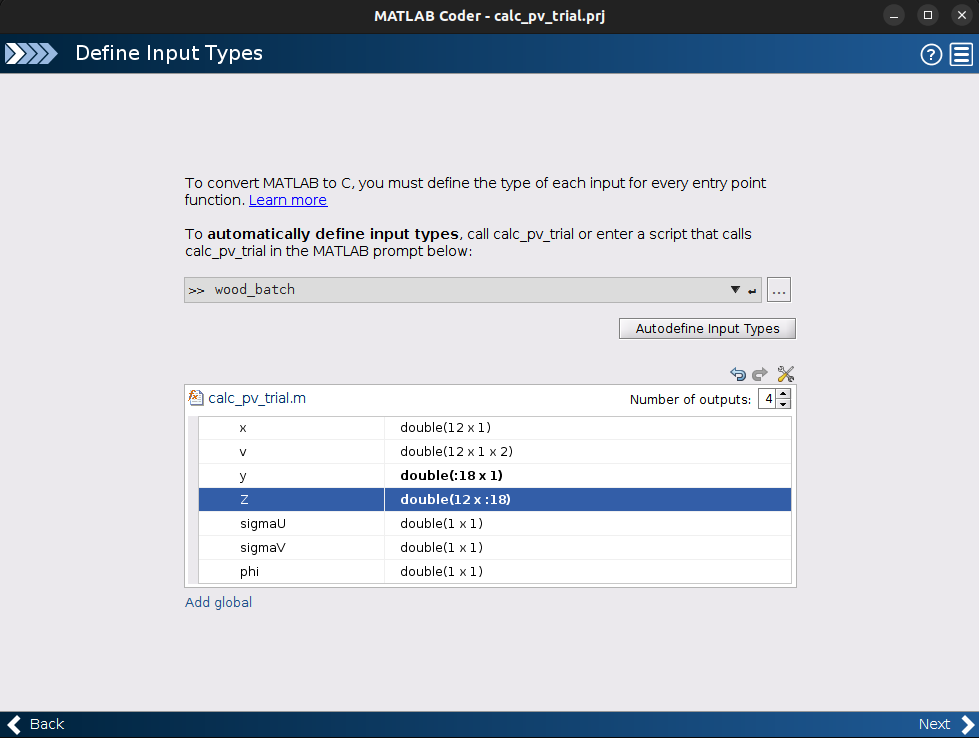 MATLAB Coder - calc_pv_trial.prj
Define Input Types
?
To convert MATLAB to C, you must define the type of each input for every entry point
function. Learn more
To automatically define input types, call calc_pv_trial or enter a script that calls
calc_pv_trial in the MATLAB prompt below:
>> wood_batch
...
Autodefine Input Types
calc_pv_trial.m Number of outputs: 4
x double(12 x 1)
v double(12 x 1 x 2)
y double(:18 x 1)
Z double(12 x :18)
sigmaU double(1 x 1)
sigmaV double(1 x 1)
phi double(1 x 1)
Add global
Back Next